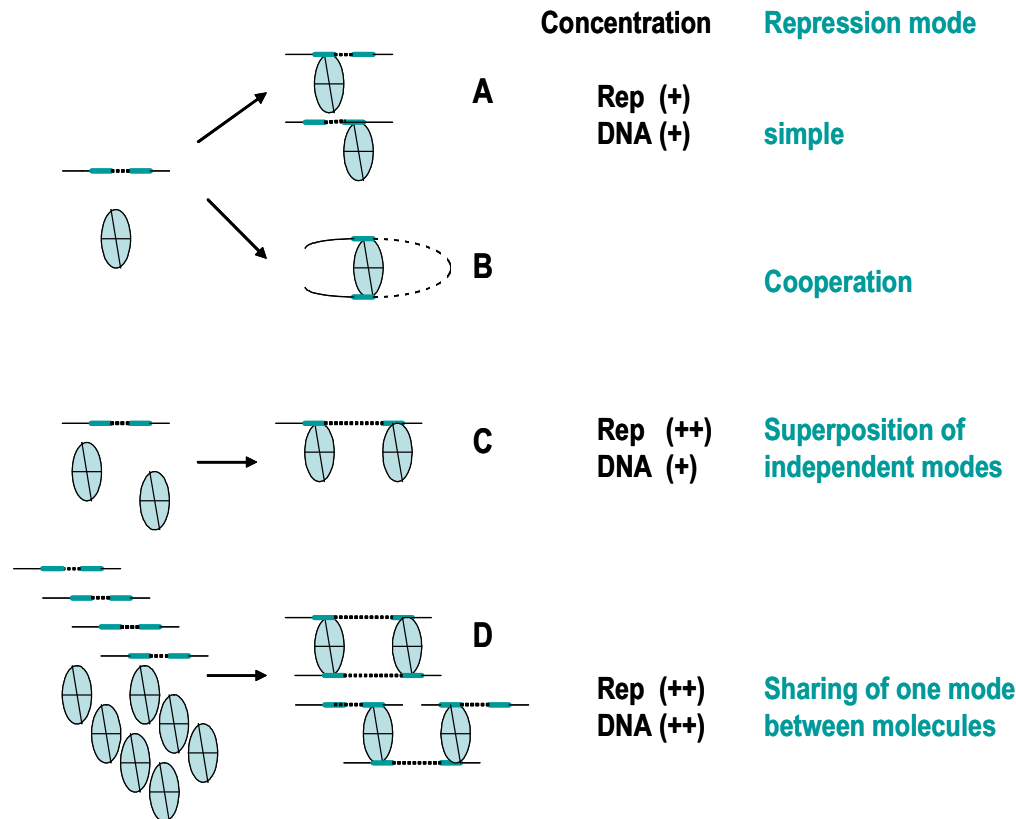 Concentration Repression mode
A
Rep (+)
DNA (+) simple
B
Cooperation
C
Rep (++) Superposition of
DNA (+) independent modes
D
Rep (++) Sharing of one mode
DNA (++) between molecules